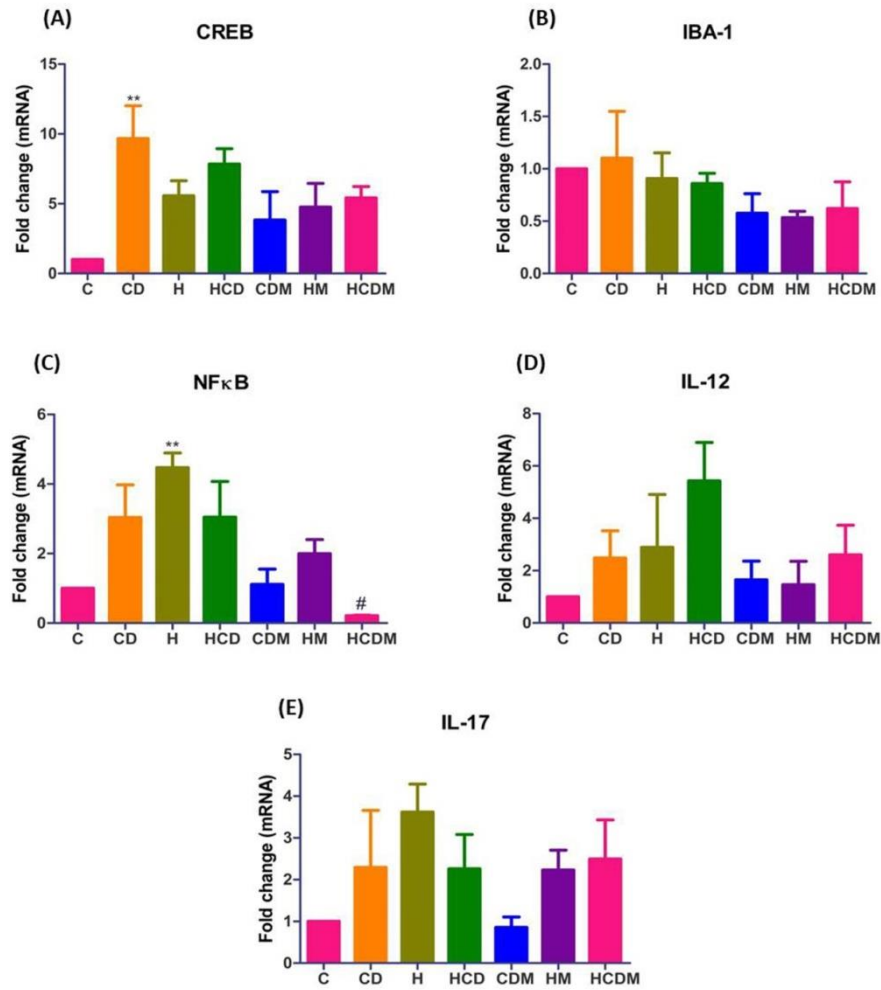 (A)
CREB
Fold change (mRNA)
15
10
5
0
**
C CD H HCD CDM HM HCDM
(B)
IBA-1
Fold change (mRNA)
2.0
1.5
1.0
0.5
0.0
C CD H HCD CDM HM HCDM
(C)
NFκB
Fold change (mRNA)
6
4
2
0
**
#
C CD H HCD CDM HM HCDM
(D)
IL-12
Fold change (mRNA)
8
6
4
2
0
C CD H HCD CDM HM HCDM
(E)
IL-17
Fold change (mRNA)
5
4
3
2
1
0
C CD H HCD CDM HM HCDM